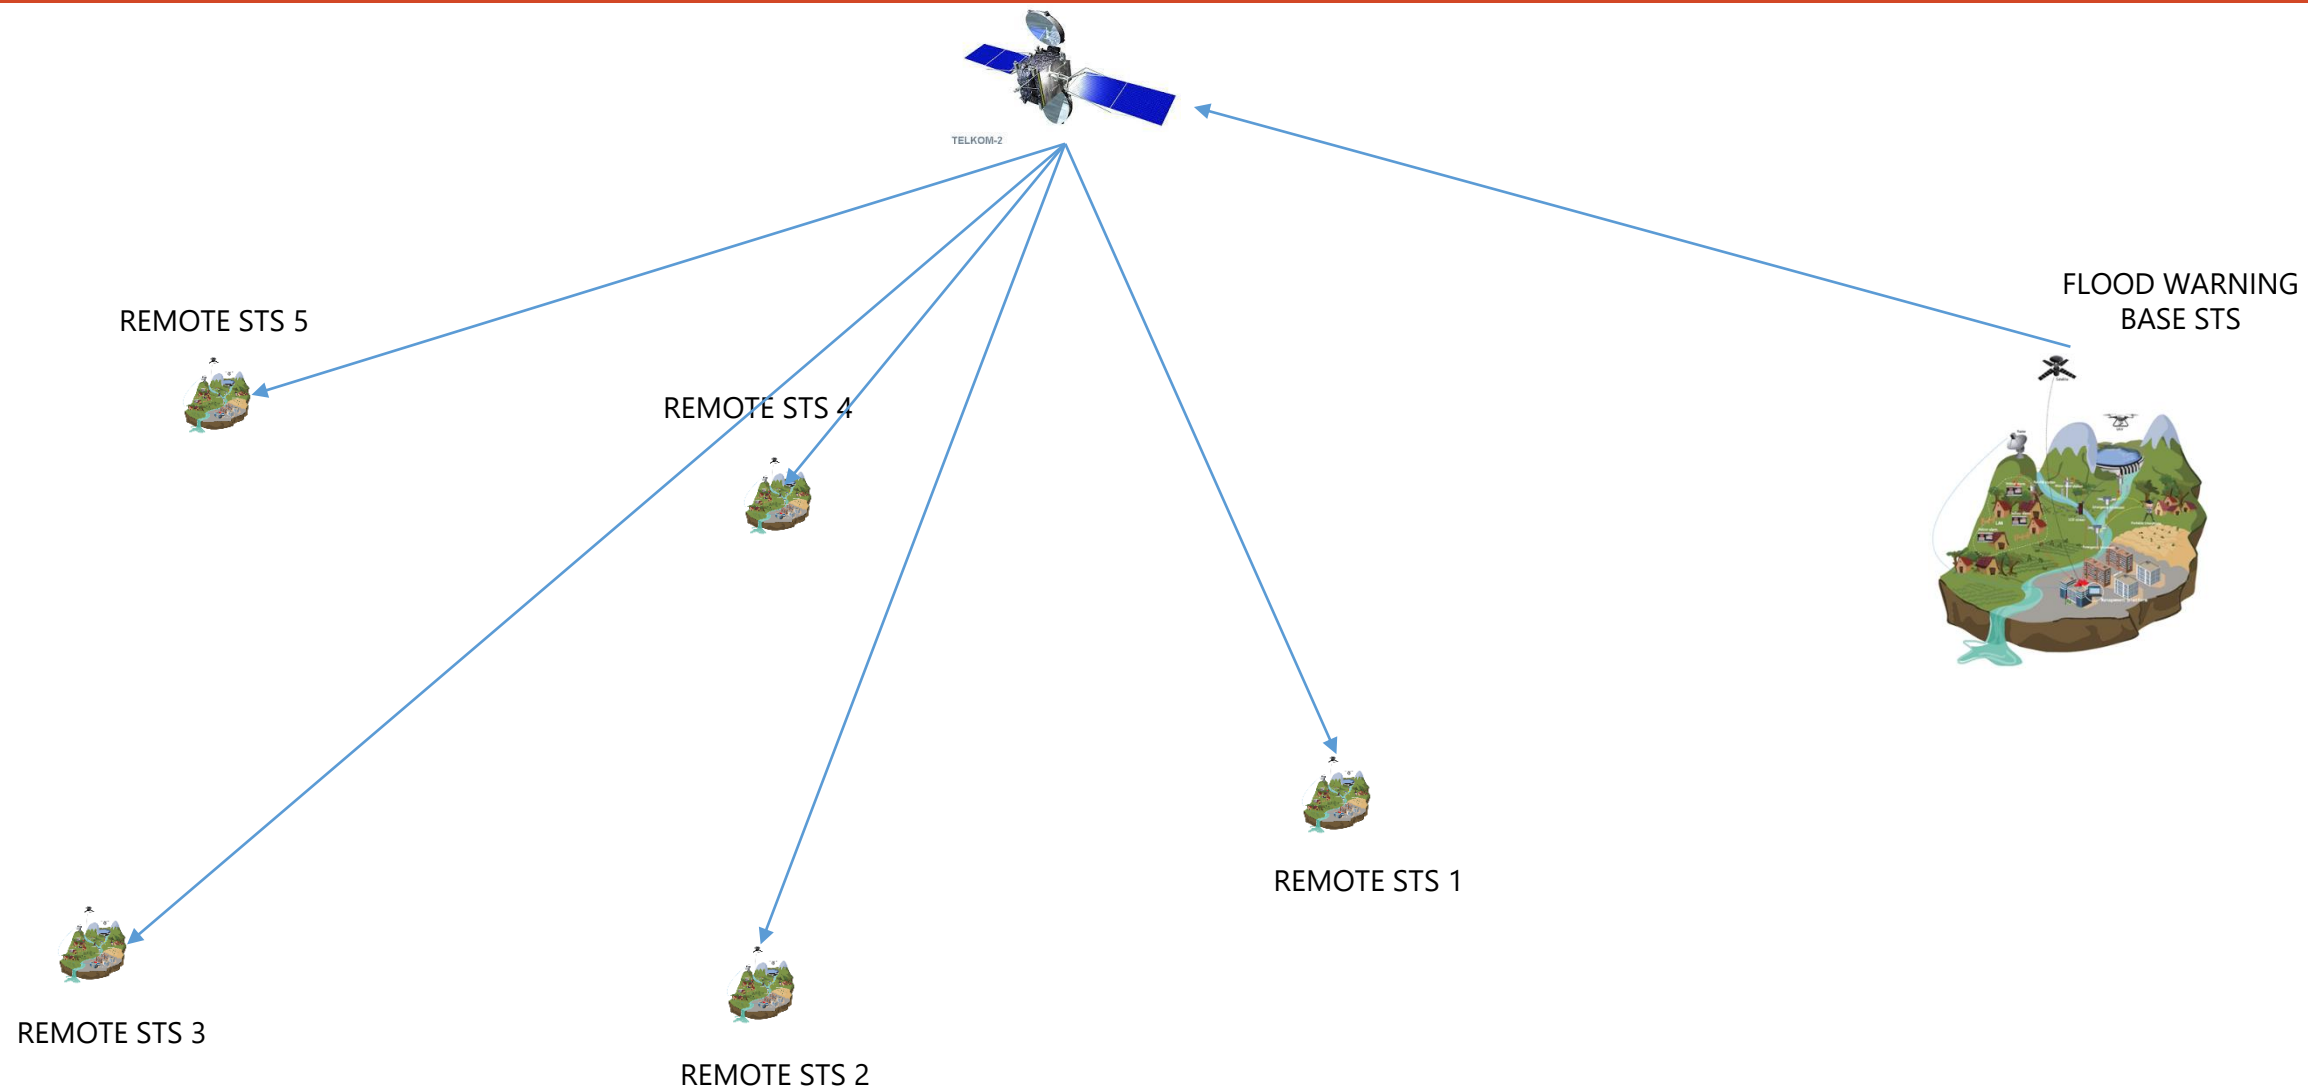 TELKOM-2
FLOOD WARNING
BASE STS
REMOTE STS 5
REMOTE STS 4
REMOTE STS 1
REMOTE STS 3
REMOTE STS 2